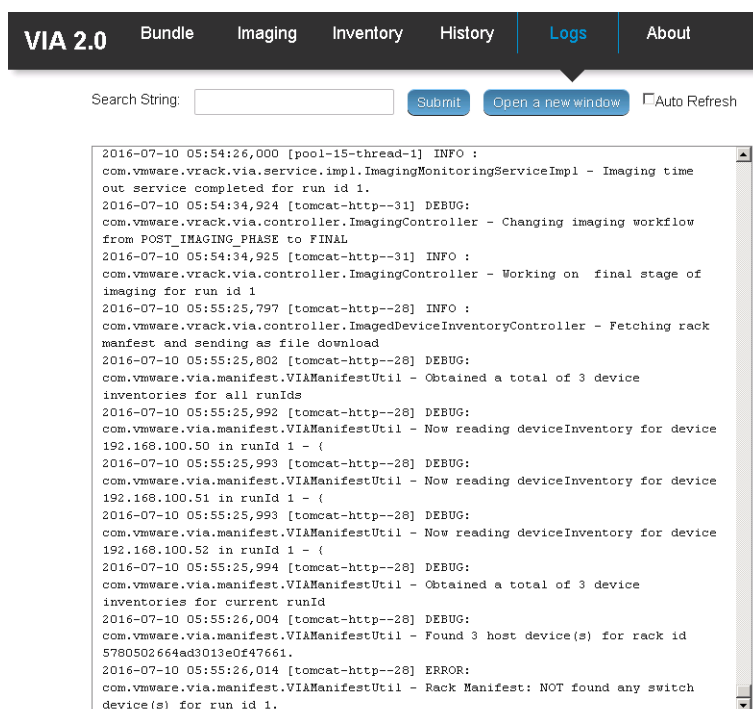 VIA 2.0 Bundle Imaging Inventory History Logs About
Search String: Submit Open a new window Auto Refresh
2016-07-10 05:54:26,000 [pool-15-thread-1] INFO :
com.vmware.vrack.via.service.impl.ImagingMonitoringServiceImpl - Imaging time
out service completed for run id 1.
2016-07-10 05:54:34,924 [tomcat-http--31] DEBUG:
com.vmware.vrack.via.controller.ImagingController - Changing imaging workflow
from POST_IMAGING_PHASE to FINAL
2016-07-10 05:54:34,925 [tomcat-http--31] INFO :
com.vmware.vrack.via.controller.ImagingController - Working on  final stage of
imaging for run id 1
2016-07-10 05:55:25,797 [tomcat-http--28] INFO :
com.vmware.vrack.via.controller.ImagedDeviceInventoryController - Fetching rack
manfest and sending as file download
2016-07-10 05:55:25,802 [tomcat-http--28] DEBUG:
com.vmware.via.manifest.VIAManifestUtil - Obtained a total of 3 device
inventories for all runIds
2016-07-10 05:55:25,992 [tomcat-http--28] DEBUG:
com.vmware.via.manifest.VIAManifestUtil - Now reading deviceInventory for device
192.168.100.50 in runId 1 - {
2016-07-10 05:55:25,993 [tomcat-http--28] DEBUG:
com.vmware.via.manifest.VIAManifestUtil - Now reading deviceInventory for device
192.168.100.51 in runId 1 - {
2016-07-10 05:55:25,993 [tomcat-http--28] DEBUG:
com.vmware.via.manifest.VIAManifestUtil - Now reading deviceInventory for device
192.168.100.52 in runId 1 - {
2016-07-10 05:55:25,994 [tomcat-http--28] DEBUG:
com.vmware.via.manifest.VIAManifestUtil - Obtained a total of 3 device
inventories for current runId
2016-07-10 05:55:26,004 [tomcat-http--28] DEBUG:
com.vmware.via.manifest.VIAManifestUtil - Found 3 host device(s) for rack id
5780502664ad3013e0f47661.
2016-07-10 05:55:26,014 [tomcat-http--28] ERROR:
com.vmware.via.manifest.VIAManifestUtil - Rack Manifest: NOT found any switch
device(s) for run id 1.